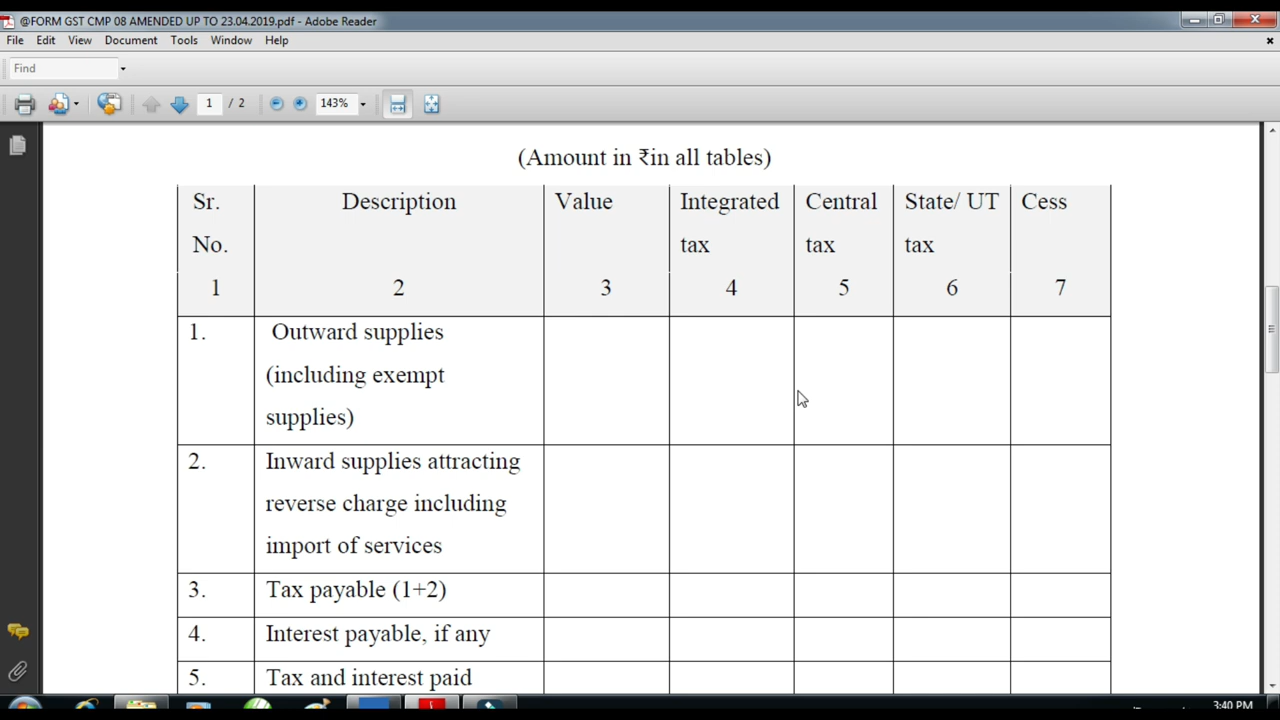 @FORM GST CMP 08 AMENDED UP TO 23.04.2019.pdf - Adobe Reader
File Edit View Document Tools Window Help
Find
1 / 2 143%
(Amount in ₹in all tables)
Sr. Description Value Integrated Central State/ UT Cess
No. tax tax tax
1 2 3 4 5 6 7
1. Outward supplies
(including exempt
supplies)
2. Inward supplies attracting
reverse charge including
import of services
3. Tax payable (1+2)
4. Interest payable, if any
5. Tax and interest paid
3:40 PM